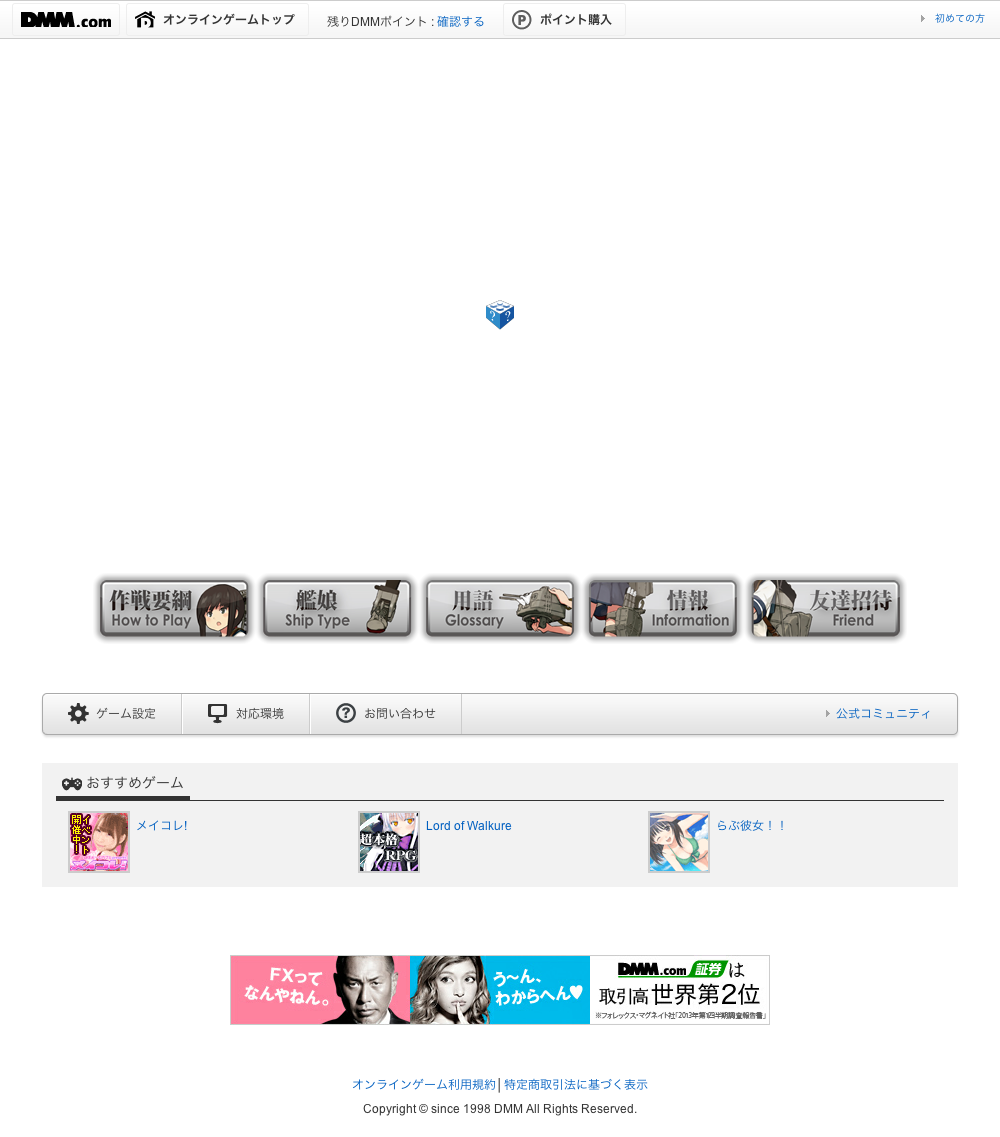 DMM.com
オンラインゲームトップ
残りDMMポイント : 確認する
P
ポイント購入
初めての方
? ?
作戦要綱
How to Play
艦娘
Ship Type
用語
Glossary
情報
Information
友達招待
Friend
ゲーム設定
対応環境
? お問い合わせ
公式コミュニティ
おすすめゲーム
イベント
開催中!
メイコレ!
超本格
RPG
Lord of Walkure
らぶ彼女！！
FXって
なんやねん。
う〜ん、
わからへん♥
DMM.com 証券 は
取引高 世界第2位
※フォレックス・マグネイト社「2013年第1四半期調査報告書」
オンラインゲーム利用規約│特定商取引法に基づく表示
Copyright © since 1998 DMM All Rights Reserved.